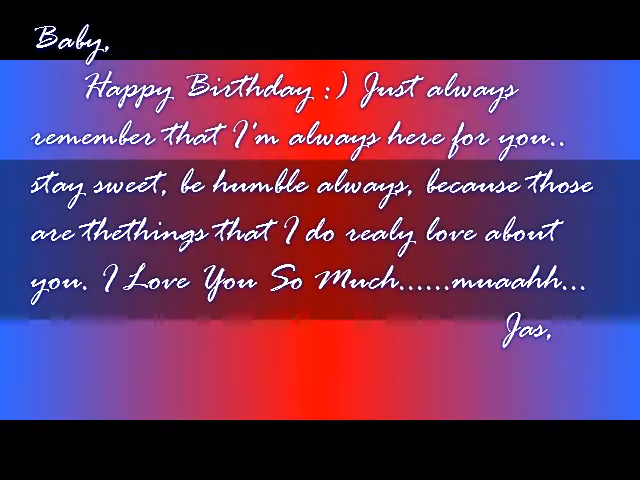 Baby,
Happy Birthday :) Just always
remember that I'm always here for you..
stay sweet, be humble always, because those
are thethings that I do realy love about
you. I Love You So Much......muaahh...
Jas,